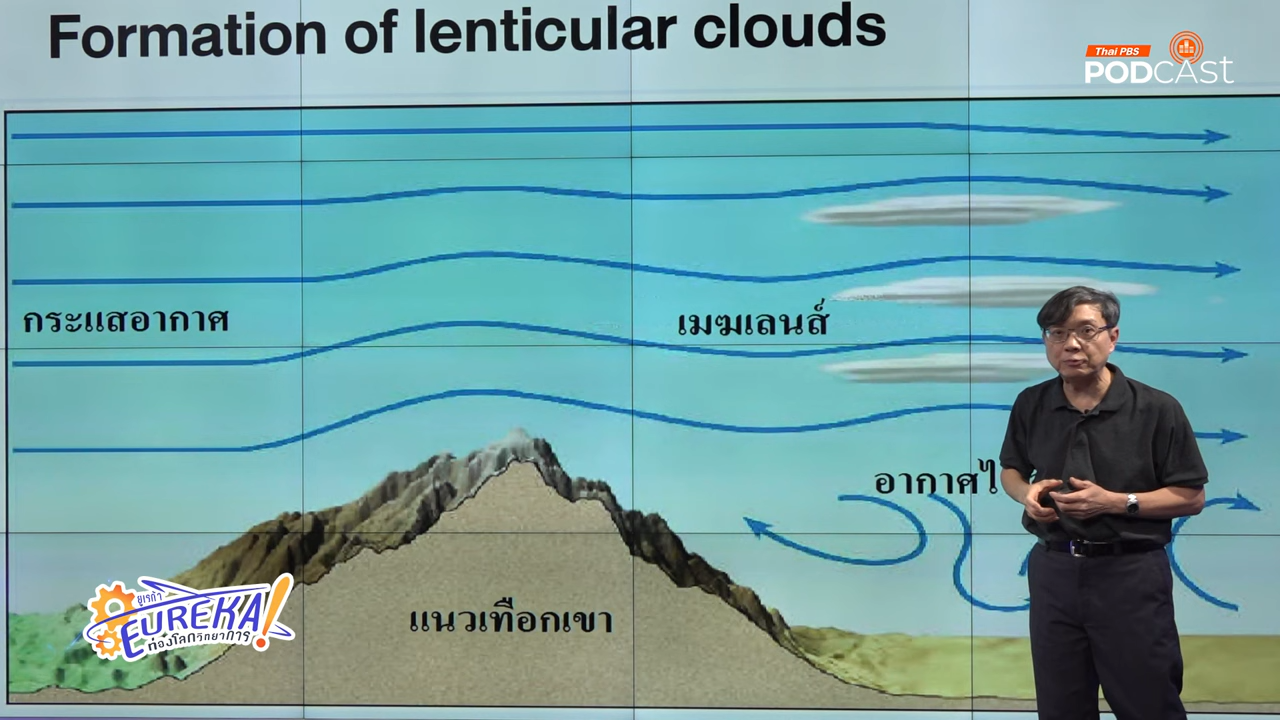 Formation of lenticular clouds
Thai PBS
PODCAST
กระแสอากาศ
เมฆเลนส์
อากาศไ
แนวเทือกเขา
ยูเรก้า
EUREKA!
ท่องโลกวิทยาการ